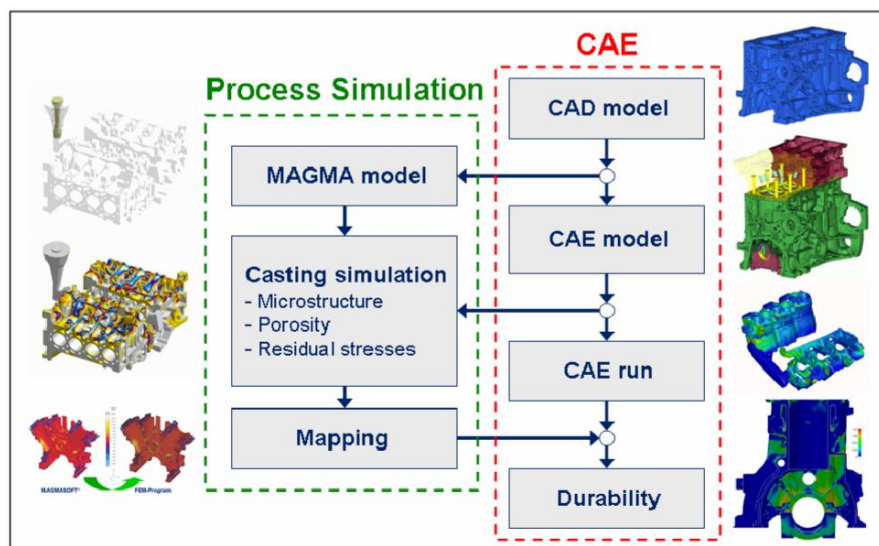 CAE
Process Simulation
CAD model
MAGMA model
CAE model
Casting simulation
- Microstructure
- Porosity
- Residual stresses
CAE run
Mapping
Durability
MAGMASOFT®
FEM-Program